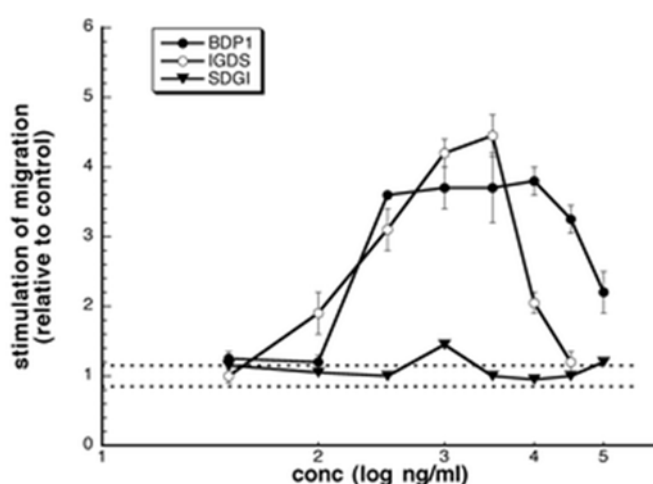 6
BDP1
IGDS
SDGI
5
4
3
2
1
0
stimulation of migration
(relative to control)
1
2
3
4
5
conc (log ng/ml)